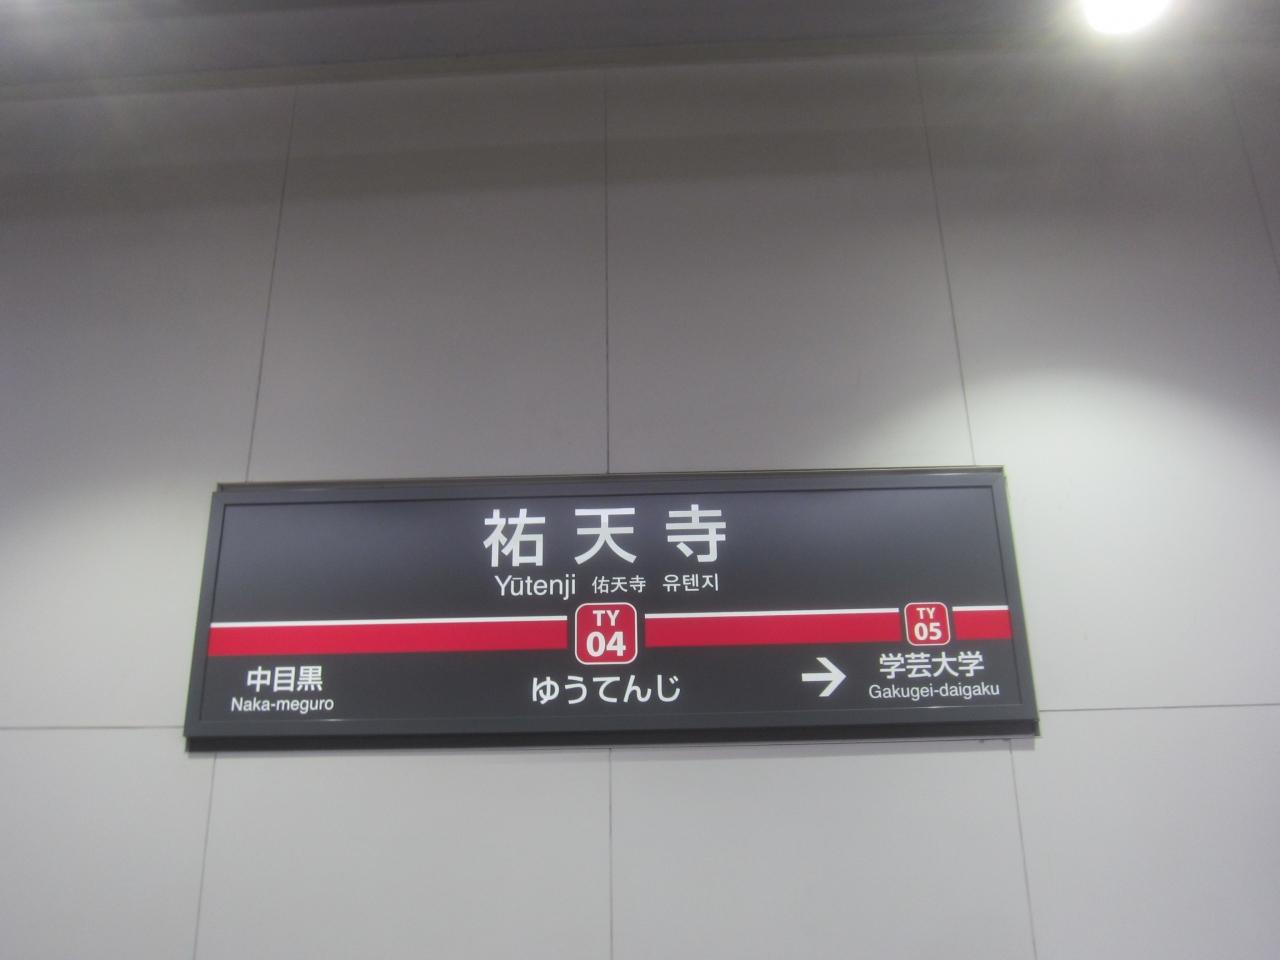 祐天寺
Yūtenji 佑天寺 유텐지
TY 04
TY 05
中目黒
Naka-meguro
ゆうてんじ
→ 学芸大学
Gakugei-daigaku